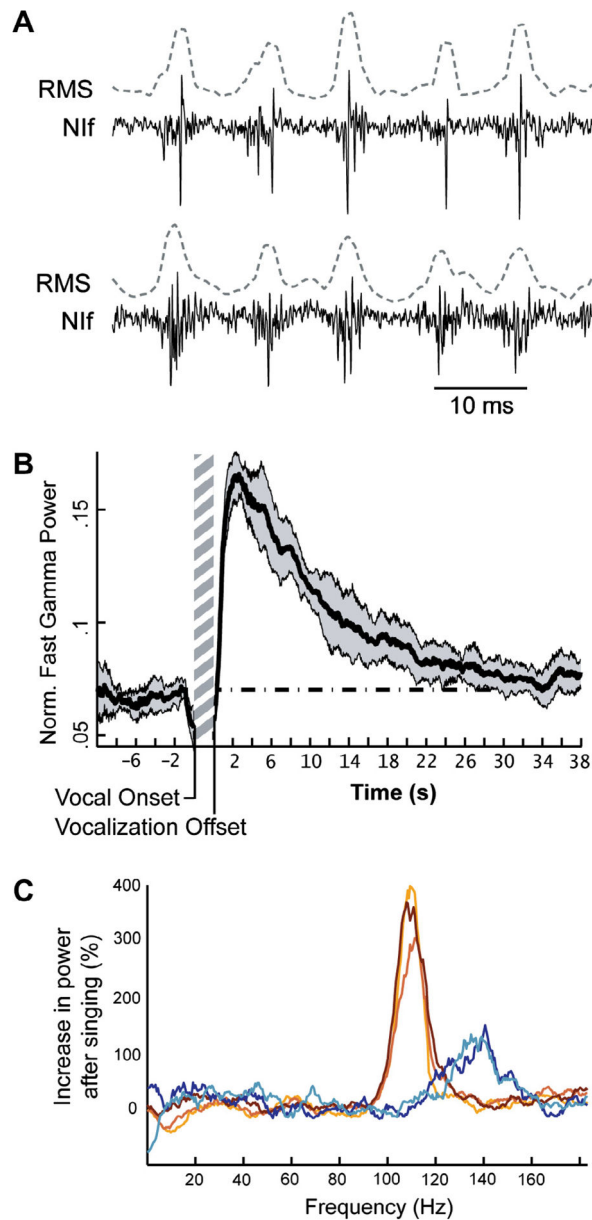 A
RMS
NIf
RMS
NIf
10 ms
B
Norm. Fast Gamma Power
.15
.1
.05
-6 -2 2 6 10 14 18 22 26 30 34 38
Vocal Onset
Time (s)
Vocalization Offset
C
Increase in power
after singing (%)
400
300
200
100
0
20 40 60 80 100 120 140 160
Frequency (Hz)